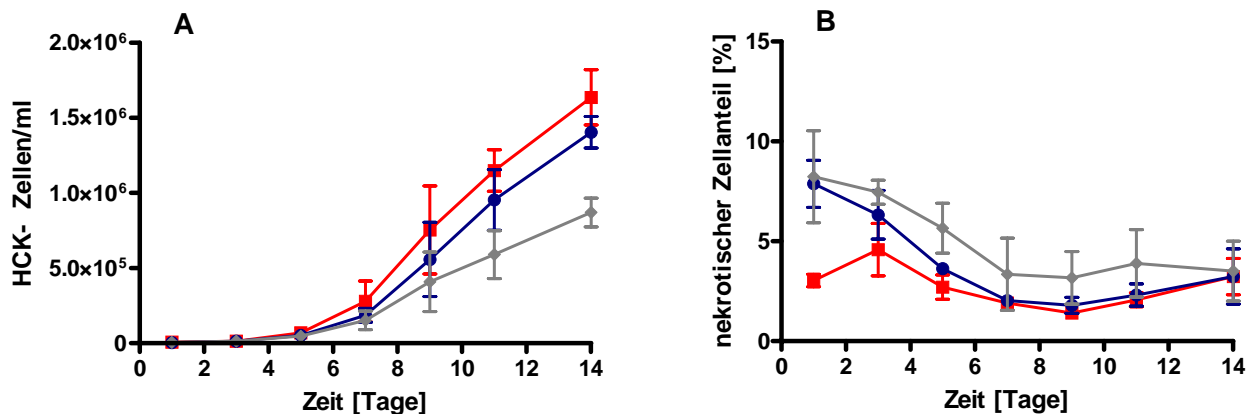 A
HCK- Zellen/ml
2.0×10⁶
1.5×10⁶
1.0×10⁶
5.0×10⁵
0
0 2 4 6 8 10 12 14
Zeit [Tage]
B
nekrotischer Zellanteil [%]
15
10
5
0
0 2 4 6 8 10 12 14
Zeit [Tage]